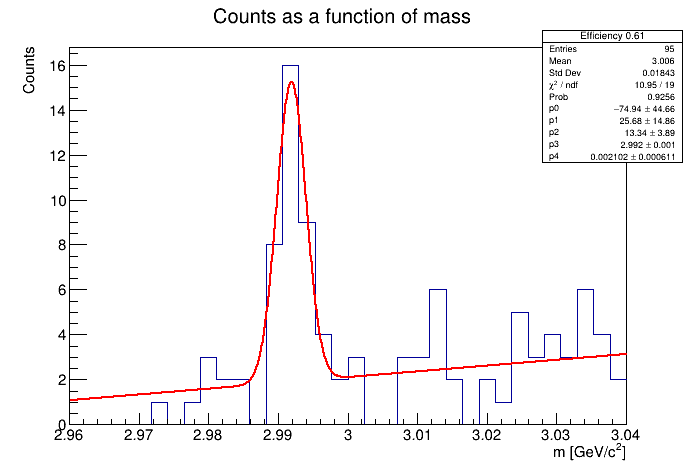 Counts as a function of mass
Efficiency 0.61
Entries 95
Mean 3.006
Std Dev 0.01843
χ² / ndf 10.95 / 19
Prob 0.9256
p0 −74.94 ± 44.66
p1 25.68 ± 14.86
p2 13.34 ± 3.89
p3 2.992 ± 0.001
p4 0.002102 ± 0.000611
Counts
16
14
12
10
8
6
4
2
0
2.96 2.97 2.98 2.99 3 3.01 3.02 3.03 3.04
m [GeV/c²]